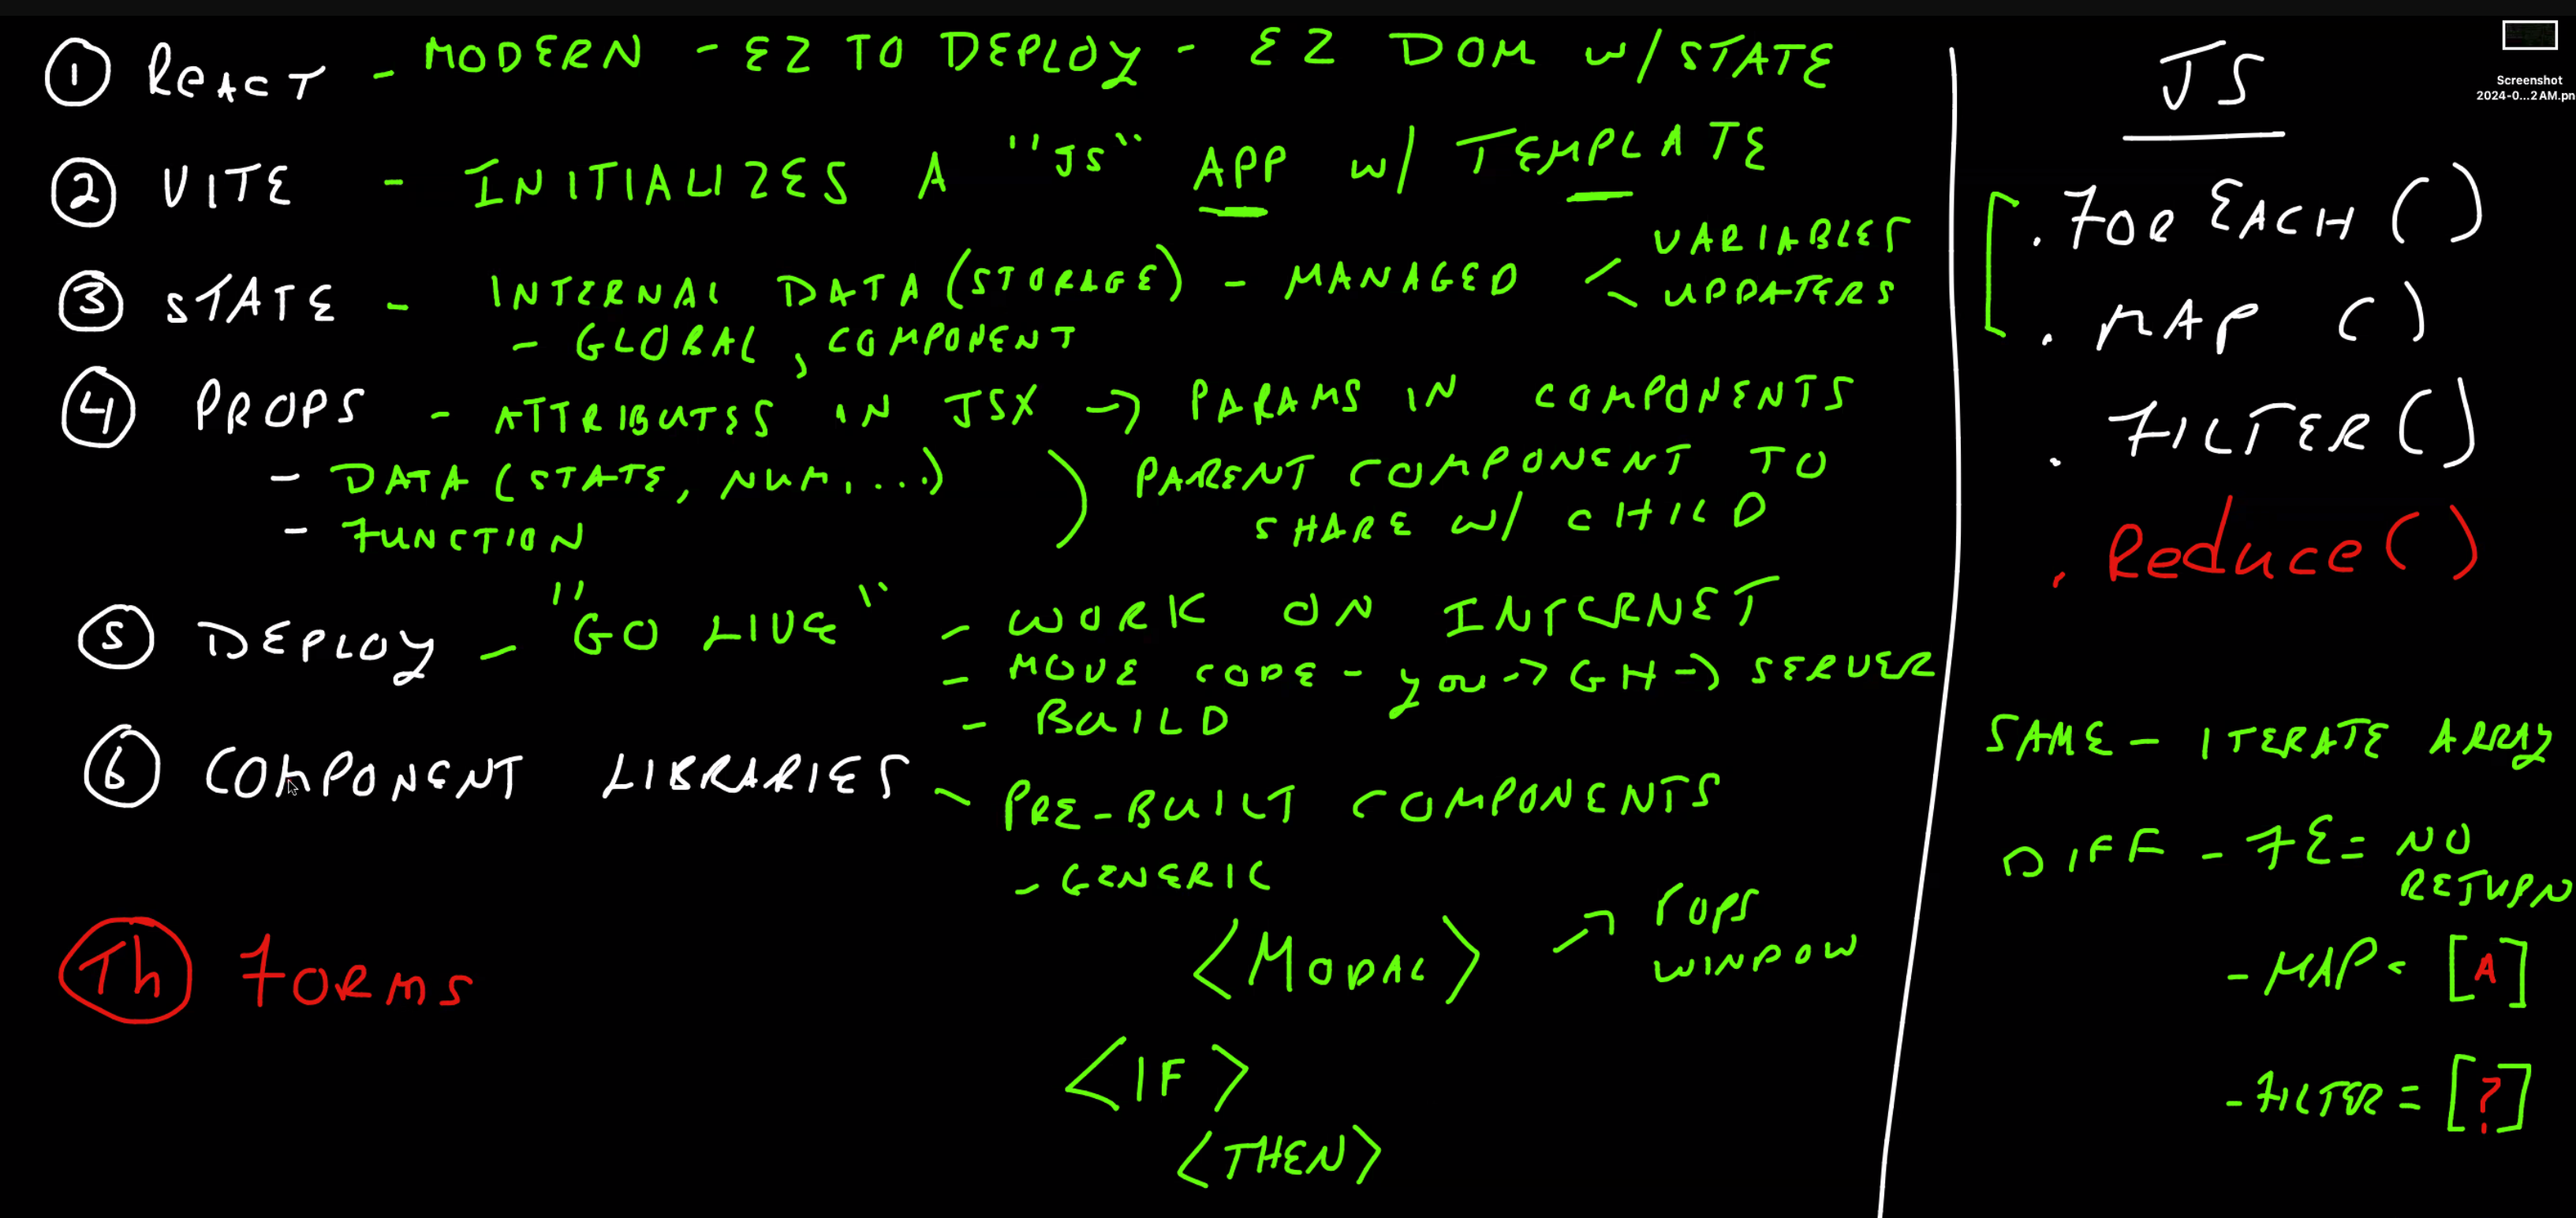 ① ReACT - MODERN - EZ TO DEPLOY - EZ DOM w/ STATE
② VITE - INITIALIZES A "JS" APP w/ TEMPLATE
③ STATE - INTERNAL DATA (STORAGE) - MANAGED < VARIABLES
UPDATERS
- GLOBAL, COMPONENT
④ PROPS - ATTRIBUTES IN JSX -> PARAMS IN COMPONENTS
- DATA (STATE, NUM, ...)
- FUNCTION
) PARENT COMPONENT TO
SHARE w/ CHILD
⑤ DEPLOY - "GO LIVE" - WORK ON INTERNET
- MOVE CODE - you -> GH -> SERVER
- BUILD
⑥ COMPONENT LIBRARIES - PRE-BUILT COMPONENTS
- GENERIC
<MODAL> -> POPS
WINDOW
<IF>
<THEN>
Th FORMS
JS
. FOR EACH ()
. MAP ()
. FILTER ()
. Reduce ()
SAME - ITERATE ARRAY
DIFF - FE = NO
RETURN
- MAP = [A]
- FILTER = [?]
Screenshot
2024-0...2AM.pn